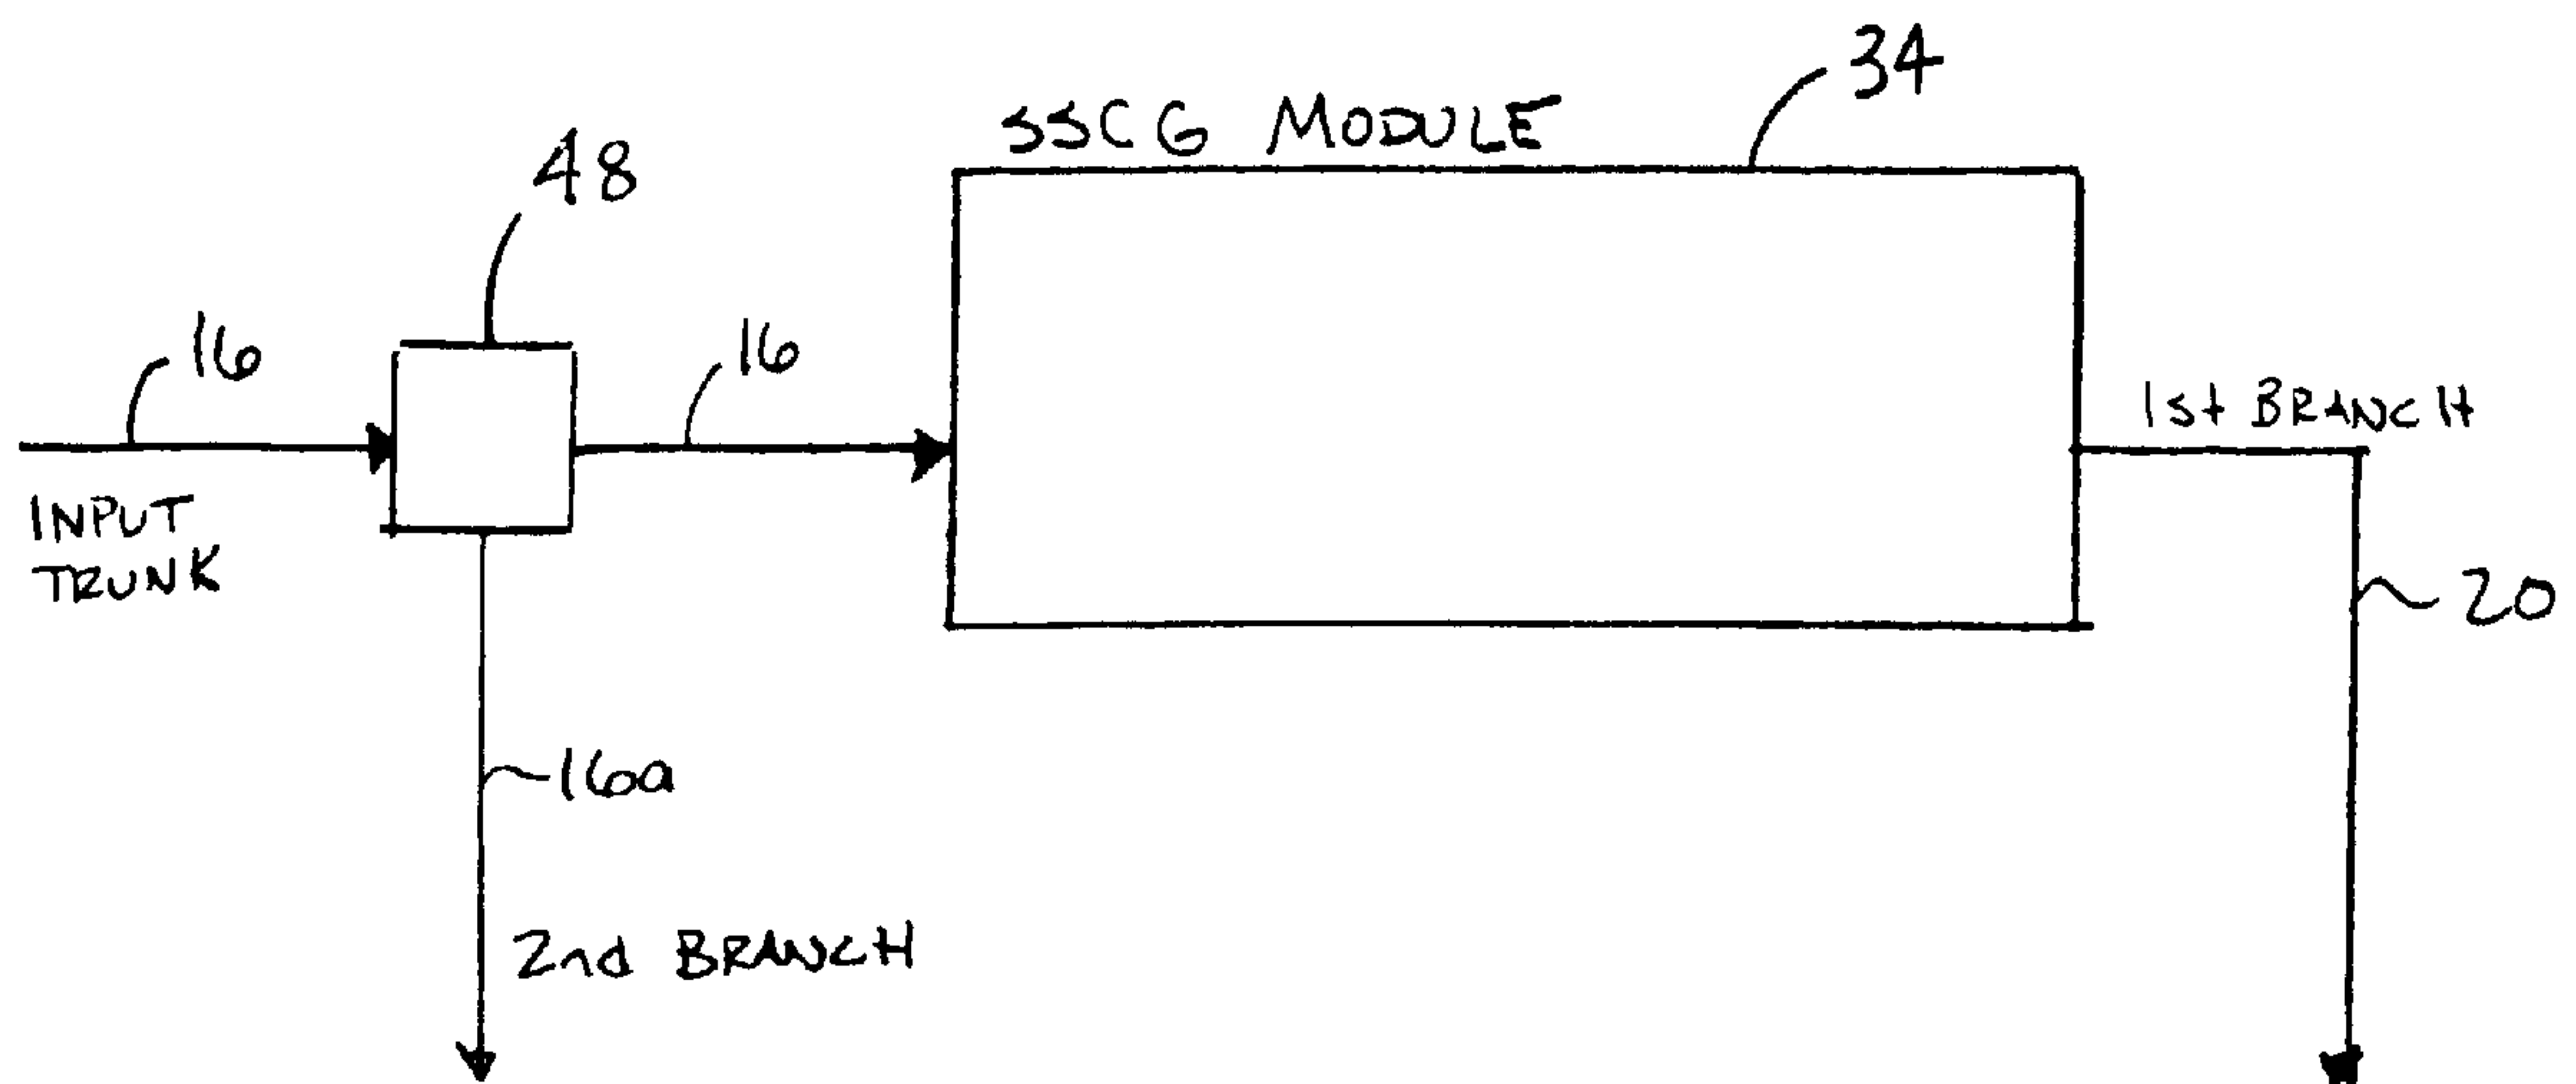 34
SSCG MODULE
48
16
16
1st BRANCH
INPUT
TRUNK
20
16a
2nd BRANCH